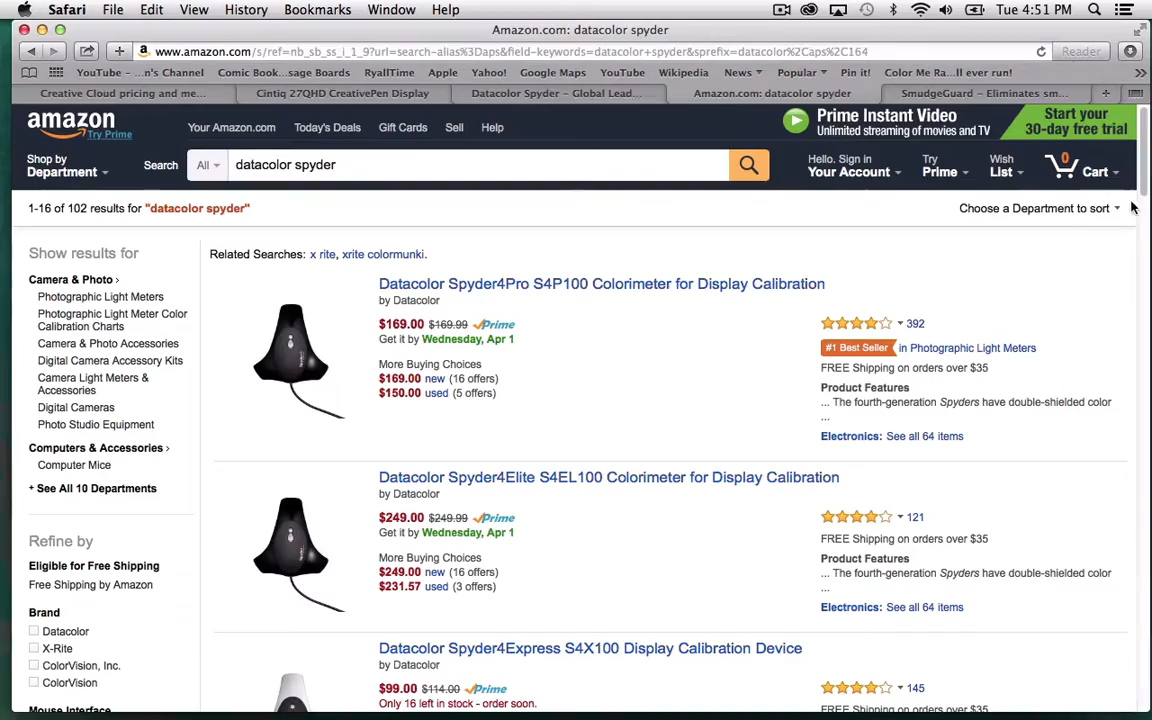 Safari File Edit View History Bookmarks Window Help Tue 4:51 PM
Amazon.com: datacolor spyder
www.amazon.com/s/ref=nb_sb_ss_i_1_9?url=search-alias%3Daps&field-keywords=datacolor+spyder&sprefix=datacolor%2Caps%2C164 Reader
YouTube – ...n's Channel Comic Book...sage Boards RyallTime Apple Yahoo! Google Maps YouTube Wikipedia News Popular Pin it! Color Me Ra...ll ever run!
Creative Cloud pricing and me... Cintiq 27QHD CreativePen Display Datacolor Spyder – Global Lead... Amazon.com: datacolor spyder SmudgeGuard – Eliminates sm...
amazon
Try Prime
Your Amazon.com Today's Deals Gift Cards Sell Help
Prime Instant Video
Unlimited streaming of movies and TV
Start your
30-day free trial
Shop by
Department
Search All datacolor spyder
Hello. Sign in
Your Account
Try
Prime
Wish
List
0
Cart
1-16 of 102 results for "datacolor spyder"
Choose a Department to sort
Show results for
Camera & Photo ›
Photographic Light Meters
Photographic Light Meter Color
Calibration Charts
Camera & Photo Accessories
Digital Camera Accessory Kits
Camera Light Meters &
Accessories
Digital Cameras
Photo Studio Equipment
Computers & Accessories ›
Computer Mice
+ See All 10 Departments
Refine by
Eligible for Free Shipping
Free Shipping by Amazon
Brand
Datacolor
X-Rite
ColorVision, Inc.
ColorVision
Mouse Interface
Related Searches: x rite, xrite colormunki.
Datacolor Spyder4Pro S4P100 Colorimeter for Display Calibration
by Datacolor
$169.00 $169.99 Prime
Get it by Wednesday, Apr 1
More Buying Choices
$169.00 new (16 offers)
$150.00 used (5 offers)
392
#1 Best Seller in Photographic Light Meters
FREE Shipping on orders over $35
Product Features
... The fourth-generation Spyders have double-shielded color
...
Electronics: See all 64 items
Datacolor Spyder4Elite S4EL100 Colorimeter for Display Calibration
by Datacolor
$249.00 $249.99 Prime
Get it by Wednesday, Apr 1
More Buying Choices
$249.00 new (16 offers)
$231.57 used (3 offers)
121
FREE Shipping on orders over $35
Product Features
... The fourth-generation Spyders have double-shielded color
...
Electronics: See all 64 items
Datacolor Spyder4Express S4X100 Display Calibration Device
by Datacolor
$99.00 $114.00 Prime
Only 16 left in stock - order soon.
145
FREE Shipping on orders over $35